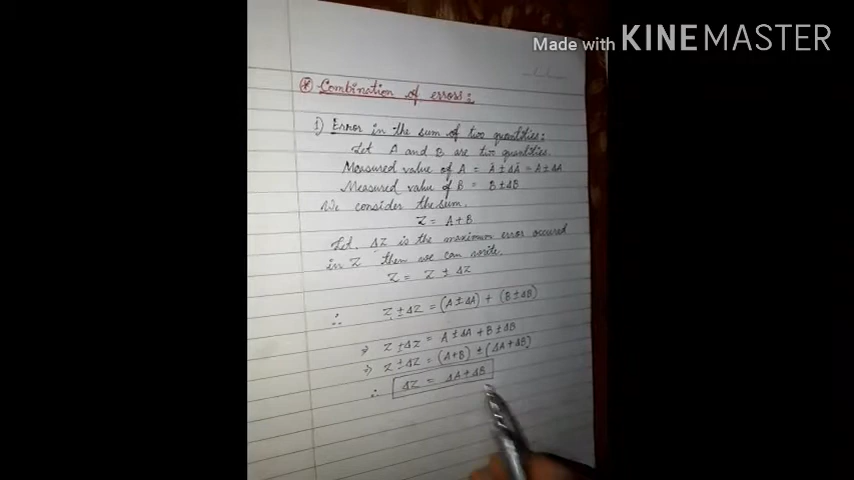 Made with KINEMASTER
* Combination of errors:
1) Error in the sum of two quantities:
Let A and B are two quantities.
Measured value of A = A ± ΔA = A ± ΔA
Measured value of B = B ± ΔB
We consider the sum.
Z = A + B
Let ΔZ is the maximum error occured
in Z then we can write.
Z = Z ± ΔZ
∴ Z ± ΔZ = (A ± ΔA) + (B ± ΔB)
⇒ Z ± ΔZ = A ± ΔA + B ± ΔB
⇒ Z ± ΔZ = (A+B) ± (ΔA + ΔB)
∴ ΔZ = ΔA + ΔB